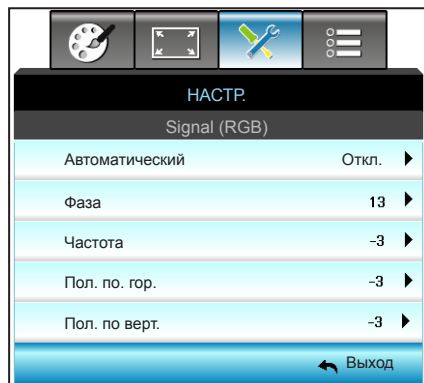 НАСТР.
Signal (RGB)
Автоматический Откл.
Фаза 13
Частота -3
Пол. по. гор. -3
Пол. по верт. -3
Выход